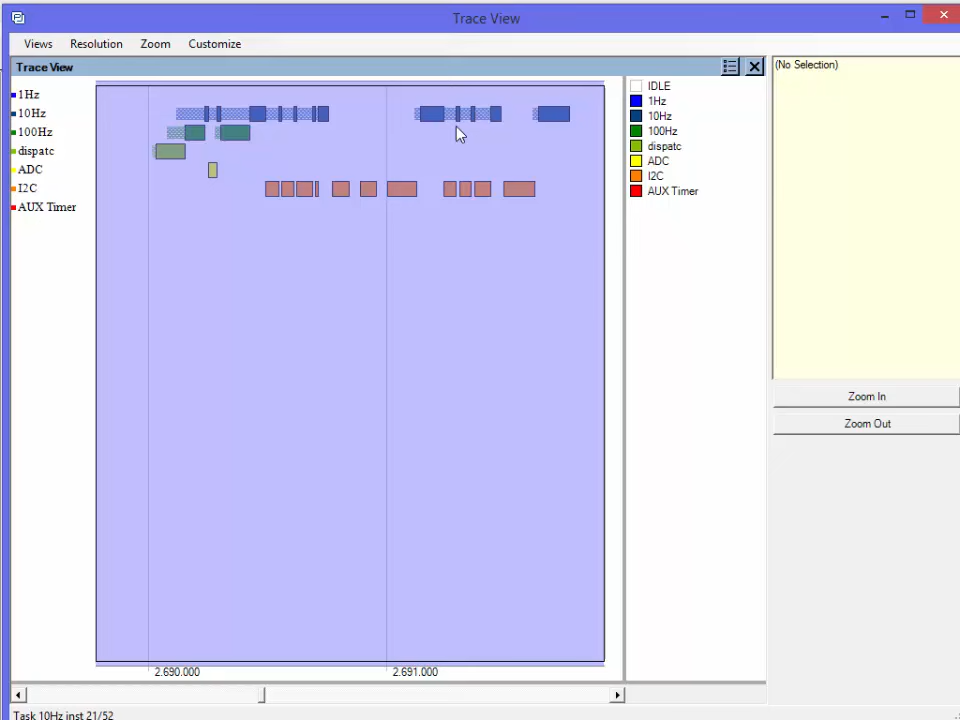 Trace View
Views Resolution Zoom Customize
Trace View
(No Selection)
1Hz
10Hz
100Hz
dispatc
ADC
I2C
AUX Timer
IDLE
1Hz
10Hz
100Hz
dispatc
ADC
I2C
AUX Timer
Zoom In
Zoom Out
2.690.000 2.691.000
Task 10Hz inst 21/52